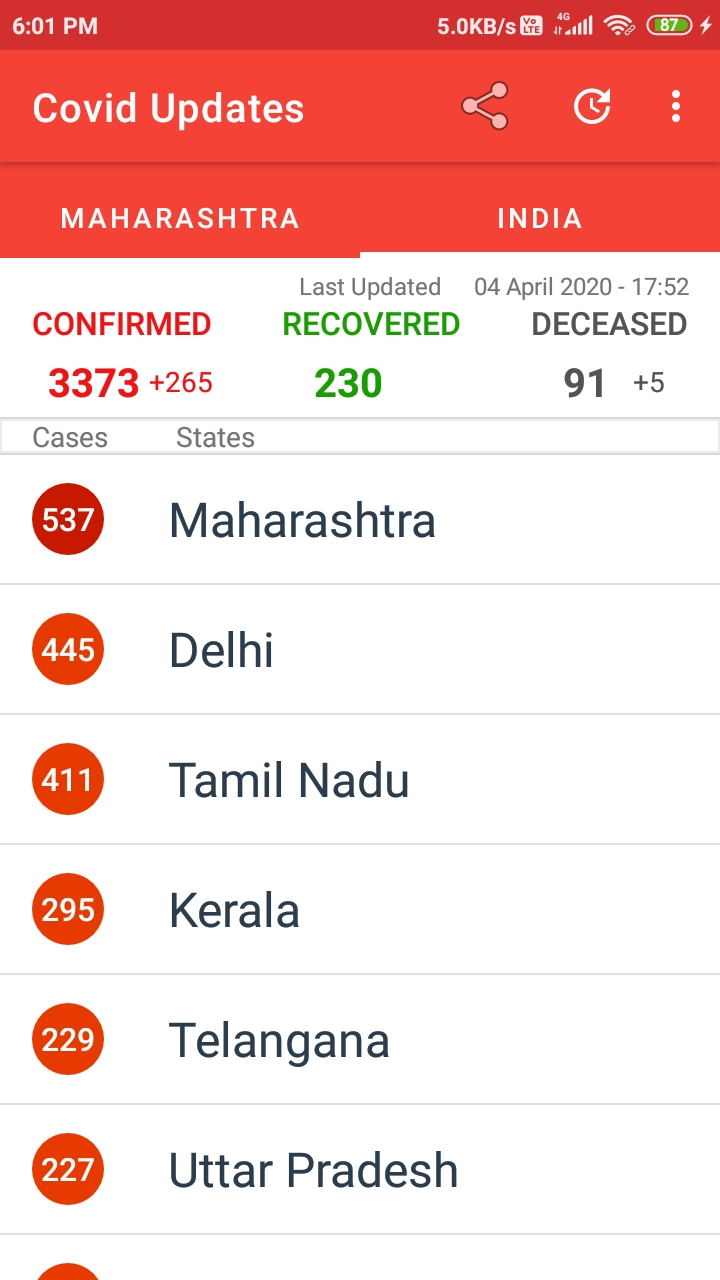 6:01 PM 5.0KB/s Vo LTE 4G 87
Covid Updates
MAHARASHTRA INDIA
Last Updated 04 April 2020 - 17:52
CONFIRMED RECOVERED DECEASED
3373 +265 230 91 +5
Cases States
537 Maharashtra
445 Delhi
411 Tamil Nadu
295 Kerala
229 Telangana
227 Uttar Pradesh